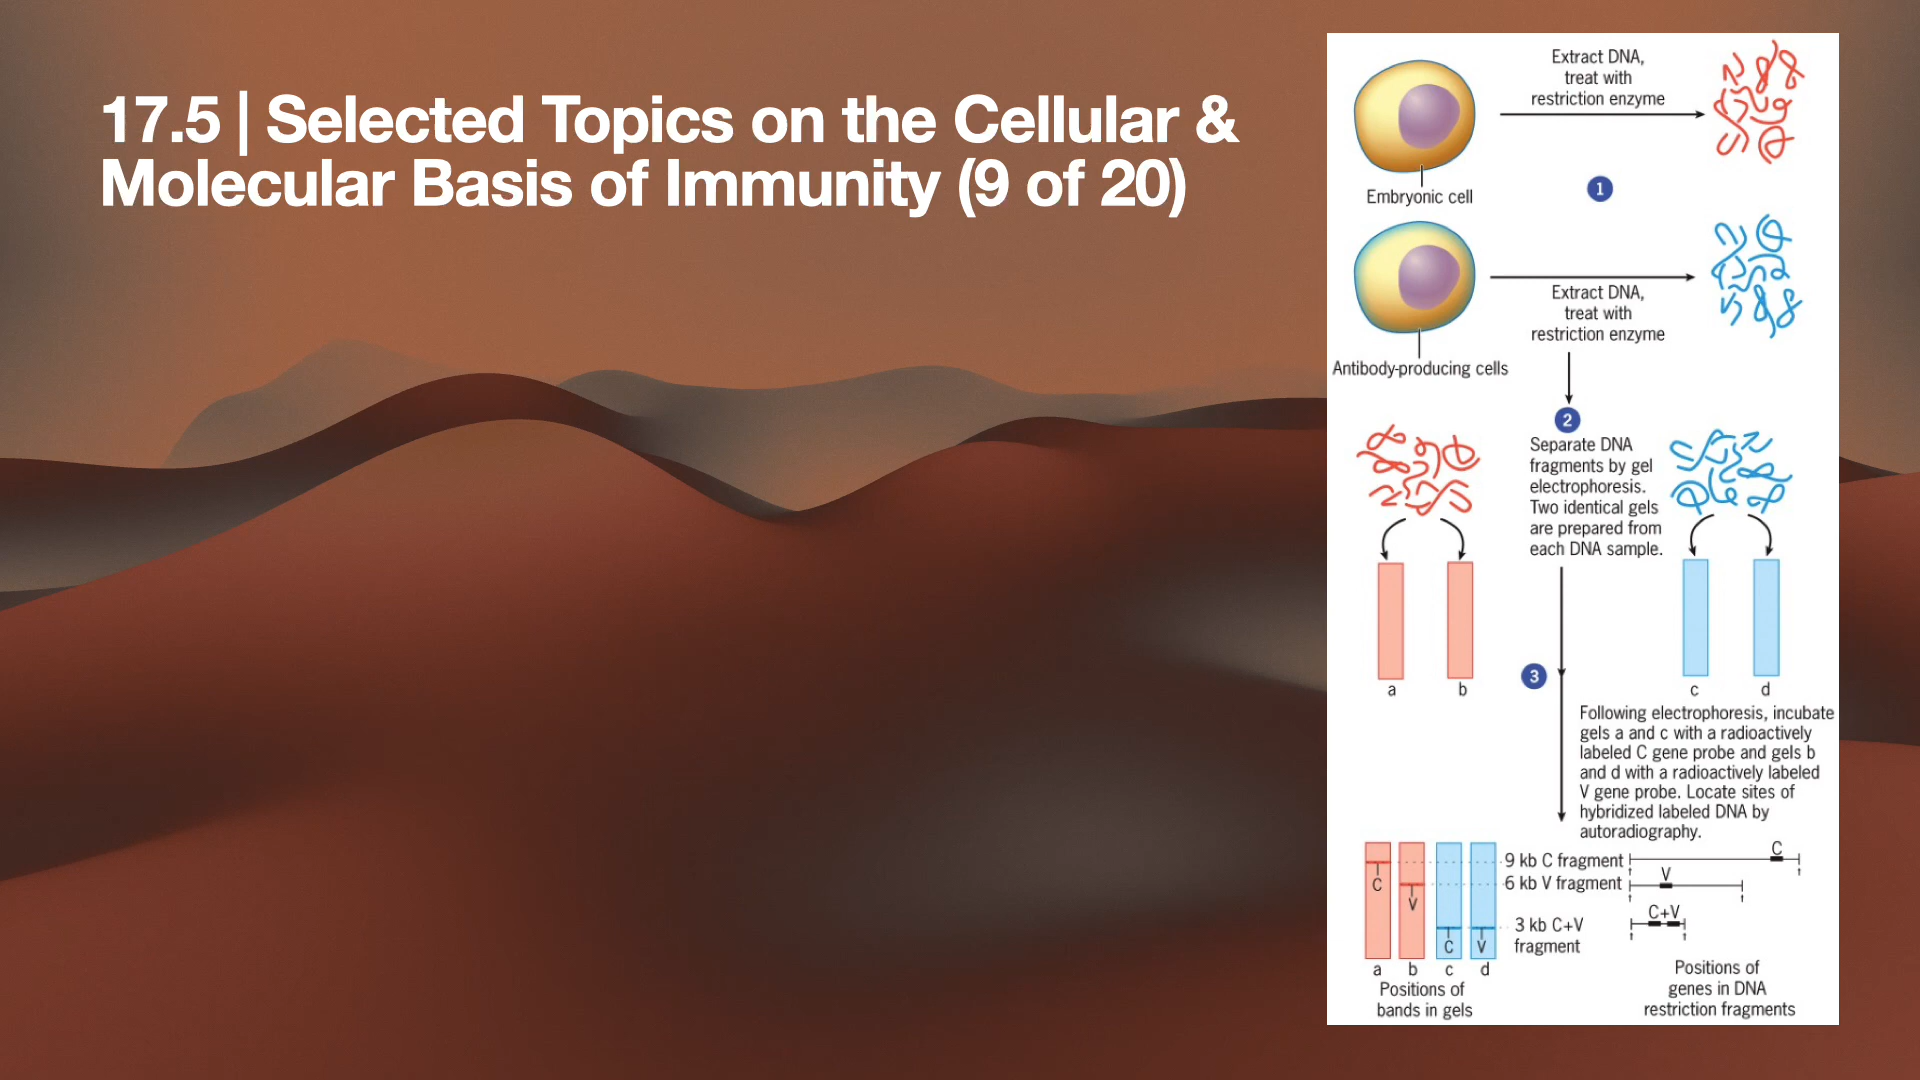 17.5 | Selected Topics on the Cellular &
Molecular Basis of Immunity (9 of 20)
Extract DNA,
treat with
restriction enzyme
Embryonic cell
1
Extract DNA,
treat with
restriction enzyme
Antibody-producing cells
2
Separate DNA
fragments by gel
electrophoresis.
Two identical gels
are prepared from
each DNA sample.
a b c d
3
Following electrophoresis, incubate
gels a and c with a radioactively
labeled C gene probe and gels b
and d with a radioactively labeled
V gene probe. Locate sites of
hybridized labeled DNA by
autoradiography.
C
9 kb C fragment
C
V
6 kb V fragment
V
C+V
3 kb C+V
fragment
C V
a b c d
Positions of
bands in gels
Positions of
genes in DNA
restriction fragments